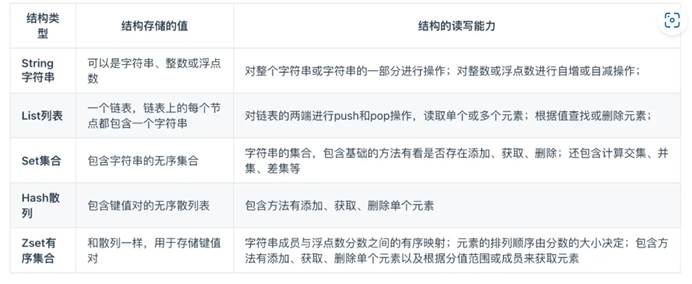 结构类型 结构存储的值 结构的读写能力
String字符串 可以是字符串、整数或浮点数 对整个字符串或字符串的一部分进行操作；对整数或浮点数进行自增或自减操作；
List列表 一个链表，链表上的每个节点都包含一个字符串 对链表的两端进行push和pop操作，读取单个或多个元素；根据值查找或删除元素；
Set集合 包含字符串的无序集合 字符串的集合，包含基础的方法有看是否存在添加、获取、删除；还包含计算交集、并集、差集等
Hash散列 包含键值对的无序散列表 包含方法有添加、获取、删除单个元素
Zset有序集合 和散列一样，用于存储键值对 字符串成员与浮点数分数之间的有序映射；元素的排列顺序由分数的大小决定；包含方法有添加、获取、删除单个元素以及根据分值范围或成员来获取元素